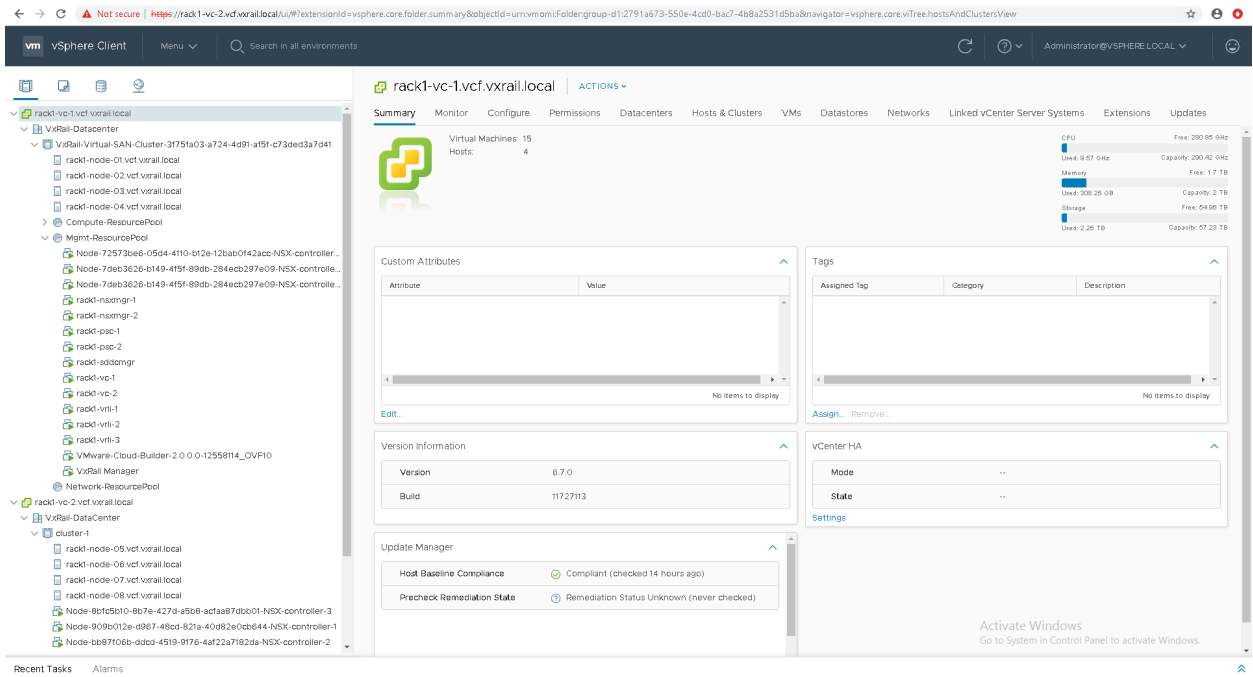 Not secure | https://rack1-vc-2.vcf.vxrail.local/ui/#?extensionId=vsphere.core.folder.summary&objectId=urn:vmomi:Folder:group-d1:2791a673-550e-4cd0-bac7-4b8a2531d5ba&navigator=vsphere.core.viTree.hostsAndClustersView
vm vSphere Client Menu Search in all environments Administrator@VSPHERE.LOCAL
rack1-vc-1.vcf.vxrail.local
VxRail-Datacenter
VxRail-Virtual-SAN-Cluster-3f75fa03-a724-4d91-af5f-c73ded3a7d41
rack1-node-01.vcf.vxrail.local
rack1-node-02.vcf.vxrail.local
rack1-node-03.vcf.vxrail.local
rack1-node-04.vcf.vxrail.local
Compute-ResourcePool
Mgmt-ResourcePool
Node-72573be6-05d4-4110-b12e-12bab0f42acc-NSX-controller...
Node-7deb3626-b149-4f5f-89db-284ecb297e09-NSX-controlle...
Node-7deb3626-b149-4f5f-89db-284ecb297e09-NSX-controlle...
rack1-nsxmgr-1
rack1-nsxmgr-2
rack1-psc-1
rack1-psc-2
rack1-sddcmgr
rack1-vc-1
rack1-vc-2
rack1-vrli-1
rack1-vrli-2
rack1-vrli-3
VMware-Cloud-Builder-2.0.0.0-12558114_OVF10
VxRail Manager
Network-ResourcePool
rack1-vc-2.vcf.vxrail.local
VxRail-DataCenter
cluster-1
rack1-node-05.vcf.vxrail.local
rack1-node-06.vcf.vxrail.local
rack1-node-07.vcf.vxrail.local
rack1-node-08.vcf.vxrail.local
Node-8bfc5b10-8b7e-427d-a5b8-acfaa87dbb01-NSX-controller-3
Node-909b012e-d967-48cd-821a-40d82e0cb644-NSX-controller-1
Node-bb87f06b-ddcd-4519-9176-4af22a7182da-NSX-controller-2
rack1-vc-1.vcf.vxrail.local ACTIONS
Summary Monitor Configure Permissions Datacenters Hosts & Clusters VMs Datastores Networks Linked vCenter Server Systems Extensions Updates
Virtual Machines: 15
Hosts: 4
CPU Free: 280.85 GHz
Used: 9.57 GHz Capacity: 290.42 GHz
Memory Free: 1.7 TB
Used: 308.25 GB Capacity: 2 TB
Storage Free: 64.96 TB
Used: 2.26 TB Capacity: 67.23 TB
Custom Attributes
Attribute Value
No items to display
Edit...
Tags
Assigned Tag Category Description
No items to display
Assign... Remove...
Version Information
Version 6.7.0
Build 11727113
vCenter HA
Mode --
State --
Settings
Update Manager
Host Baseline Compliance Compliant (checked 14 hours ago)
Precheck Remediation State Remediation Status Unknown (never checked)
Activate Windows
Go to System in Control Panel to activate Windows.
Recent Tasks Alarms